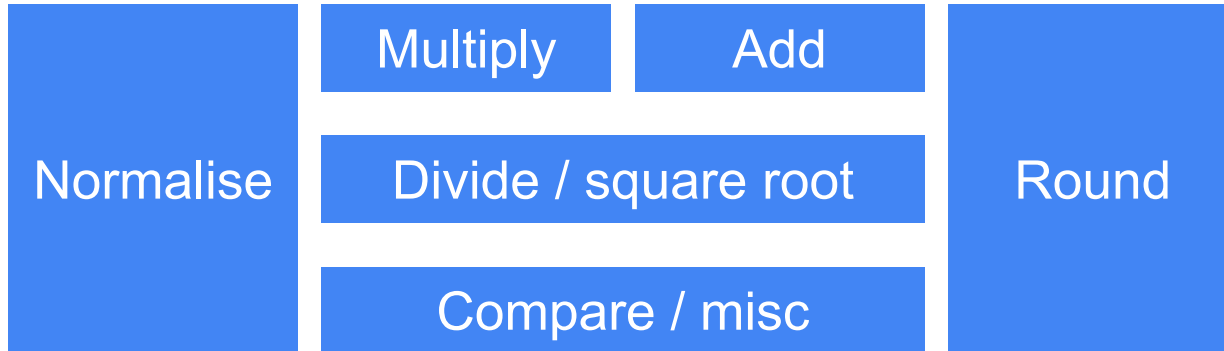 Normalise
Multiply
Add
Divide / square root
Compare / misc
Round